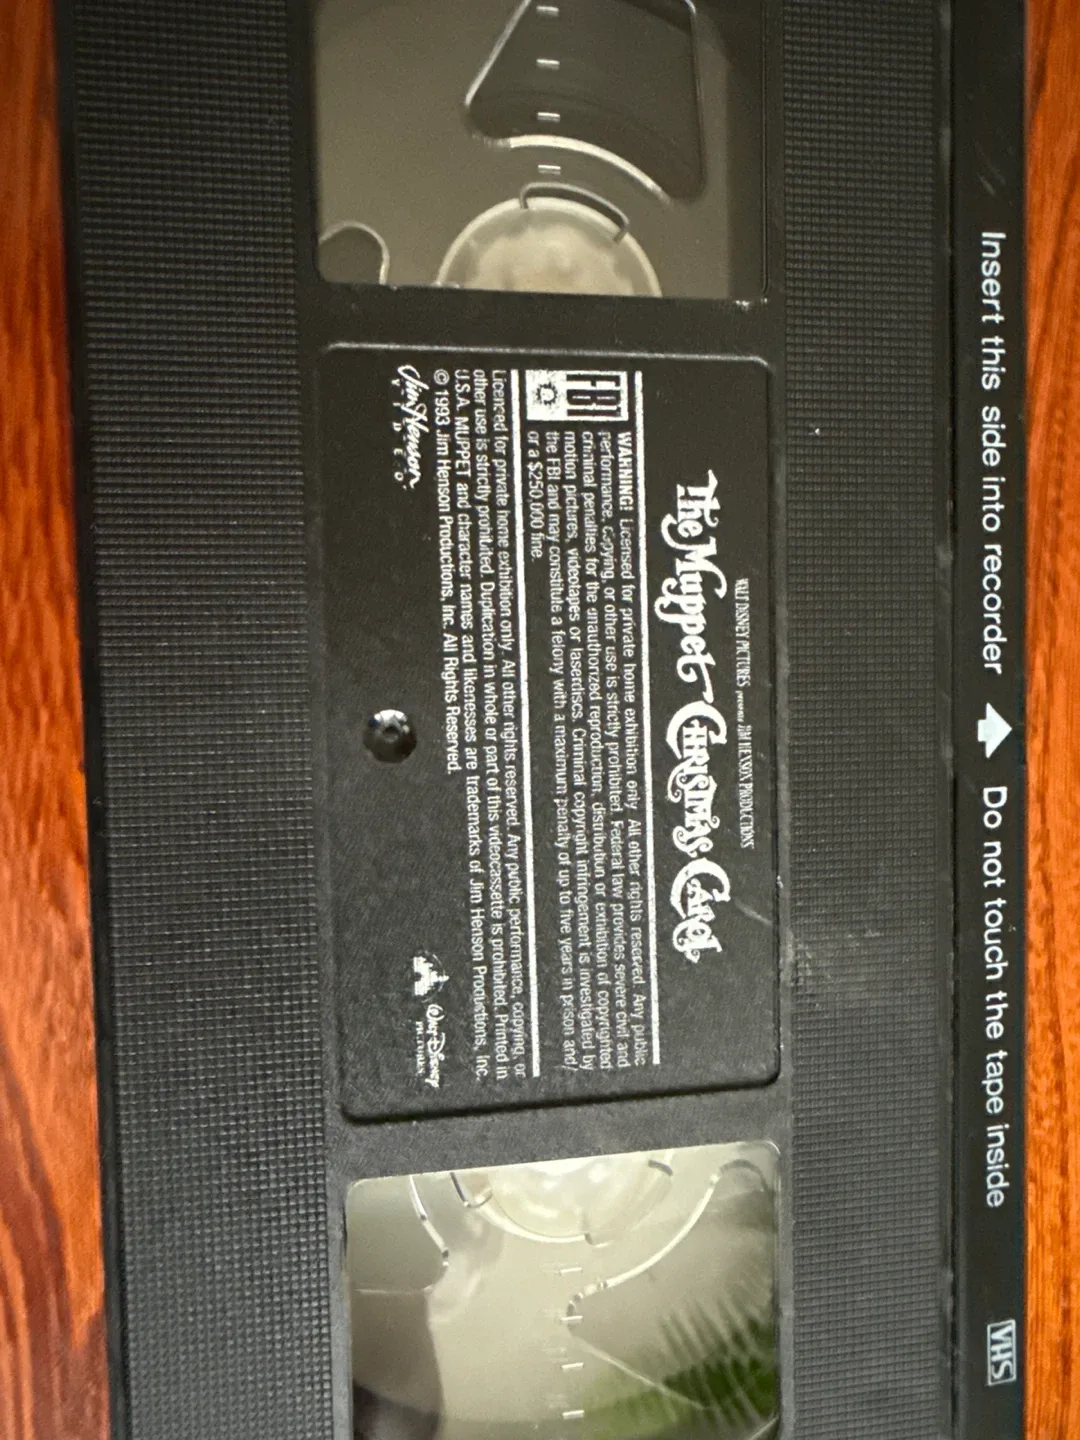 Insert this side into recorder Do not touch the tape inside
VHS
WALT DISNEY PICTURES presents JIM HENSON PRODUCTIONS
The Muppet Christmas Carol
FBI
WARNING! Licensed for private home exhibition only. All other rights reserved. Any public
performance, copying, or other use is strictly prohibited. Federal law provides severe civil and
criminal penalties for the unauthorized reproduction, distribution or exhibition of copyrighted
motion pictures, videotapes or laserdiscs. Criminal copyright infringement is investigated by
the FBI and may constitute a felony with a maximum penalty of up to five years in prison and/
or a $250,000 fine.
Licensed for private home exhibition only. All other rights reserved. Any public performance, copying, or
other use is strictly prohibited. Duplication in whole or part of this videocassette is prohibited. Printed in
U.S.A. MUPPET and character names and likenesses are trademarks of Jim Henson Productions, Inc.
© 1993 Jim Henson Productions, Inc. All Rights Reserved.
Jim Henson
VIDEO
Walt Disney
PICTURES